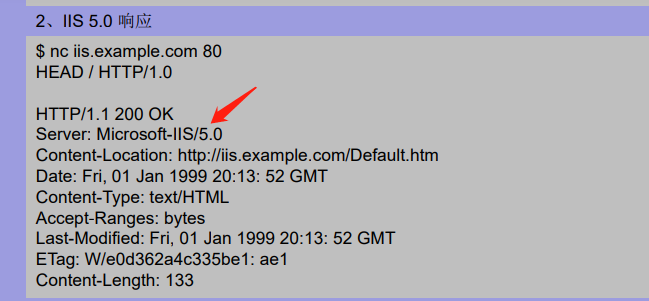 2、IIS 5.0 响应
$ nc iis.example.com 80
HEAD / HTTP/1.0
HTTP/1.1 200 OK
Server: Microsoft-IIS/5.0
Content-Location: http://iis.example.com/Default.htm
Date: Fri, 01 Jan 1999 20:13: 52 GMT
Content-Type: text/HTML
Accept-Ranges: bytes
Last-Modified: Fri, 01 Jan 1999 20:13: 52 GMT
ETag: W/e0d362a4c335be1: ae1
Content-Length: 133